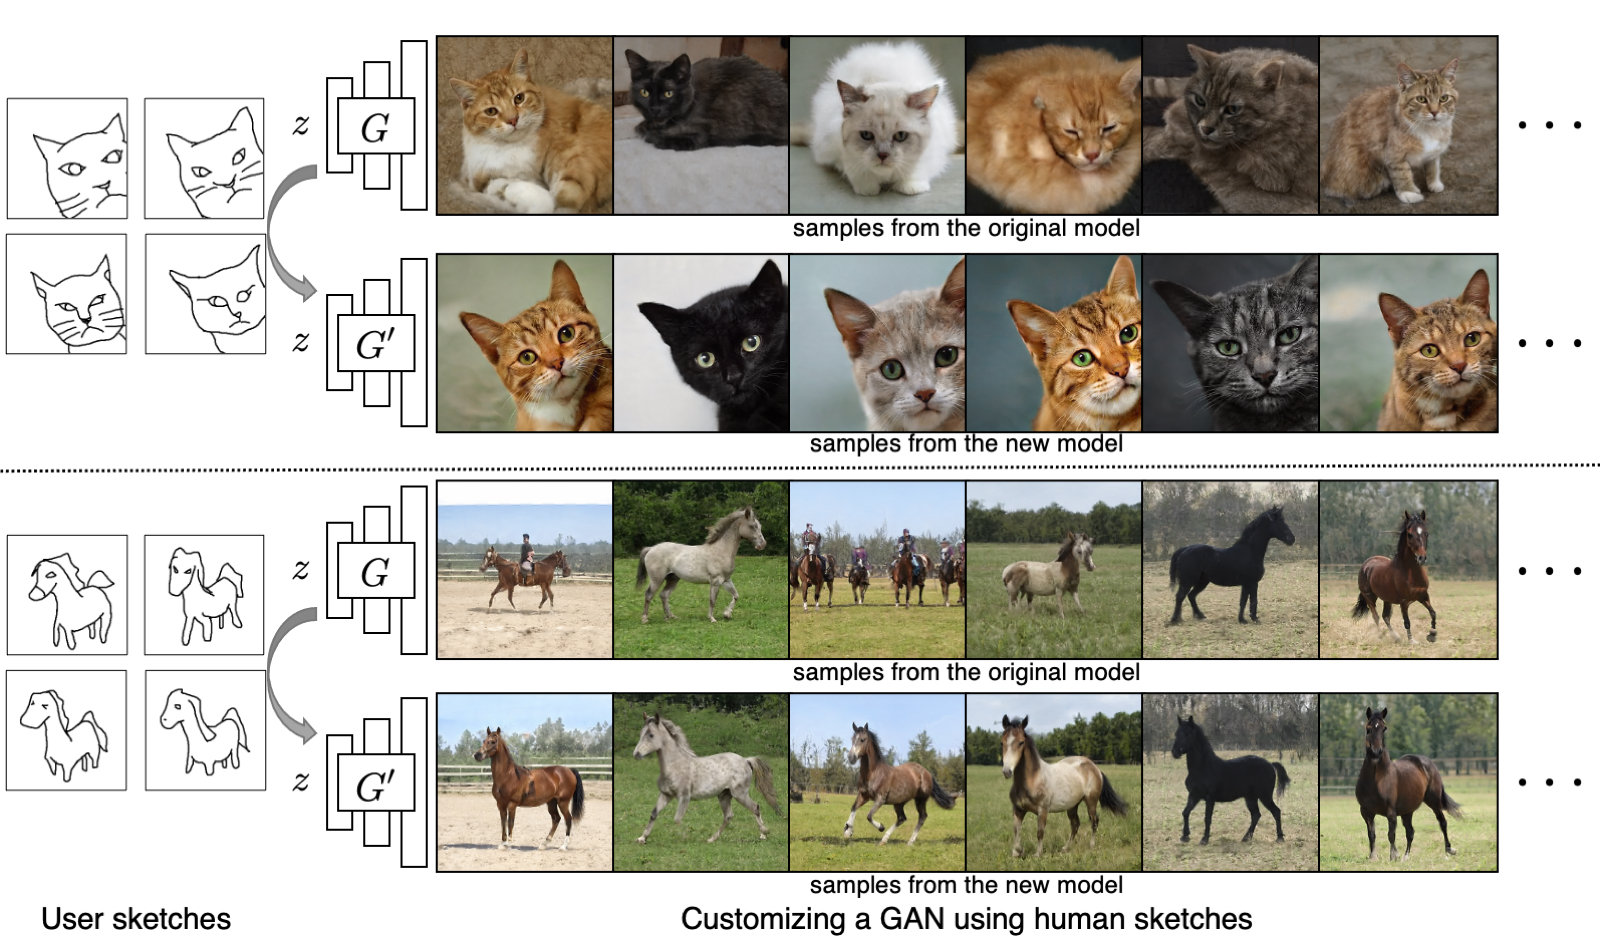 z
G
samples from the original model
z
G′
samples from the new model
z
G
samples from the original model
z
G′
samples from the new model
User sketches
Customizing a GAN using human sketches